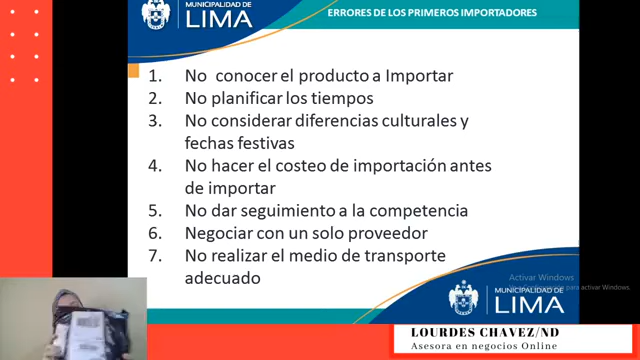 MUNICIPALIDAD DE
LIMA
ERRORES DE LOS PRIMEROS IMPORTADORES
1. No conocer el producto a Importar
2. No planificar los tiempos
3. No considerar diferencias culturales y
fechas festivas
4. No hacer el costeo de importación antes
de importar
5. No dar seguimiento a la competencia
6. Negociar con un solo proveedor
7. No realizar el medio de transporte
adecuado
Activar Windows
para activar Windows.
MUNICIPALIDAD DE
LIMA
LOURDES CHAVEZ/ND
Asesora en negocios Online